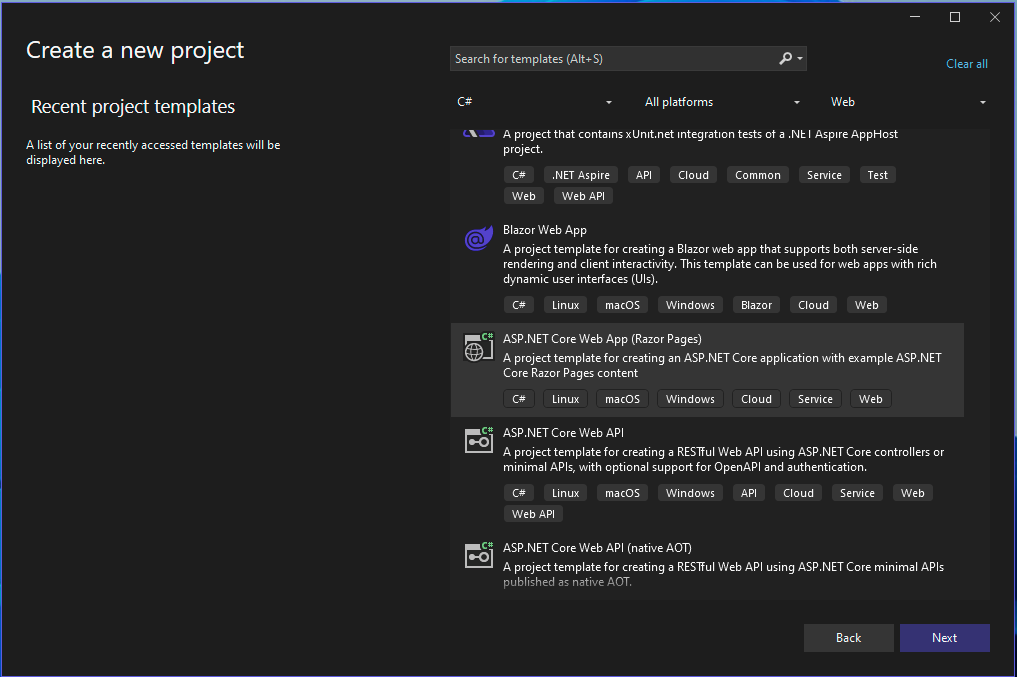 Create a new project
Recent project templates
A list of your recently accessed templates will be
displayed here.
Search for templates (Alt+S)
Clear all
C# All platforms Web
A project that contains xUnit.net integration tests of a .NET Aspire AppHost
project.
C# .NET Aspire API Cloud Common Service Test
Web Web API
Blazor Web App
A project template for creating a Blazor web app that supports both server-side
rendering and client interactivity. This template can be used for web apps with rich
dynamic user interfaces (UIs).
C# Linux macOS Windows Blazor Cloud Web
ASP.NET Core Web App (Razor Pages)
A project template for creating an ASP.NET Core application with example ASP.NET
Core Razor Pages content
C# Linux macOS Windows Cloud Service Web
ASP.NET Core Web API
A project template for creating a RESTful Web API using ASP.NET Core controllers or
minimal APIs, with optional support for OpenAPI and authentication.
C# Linux macOS Windows API Cloud Service Web
Web API
ASP.NET Core Web API (native AOT)
A project template for creating a RESTful Web API using ASP.NET Core minimal APIs
published as native AOT.
Back Next